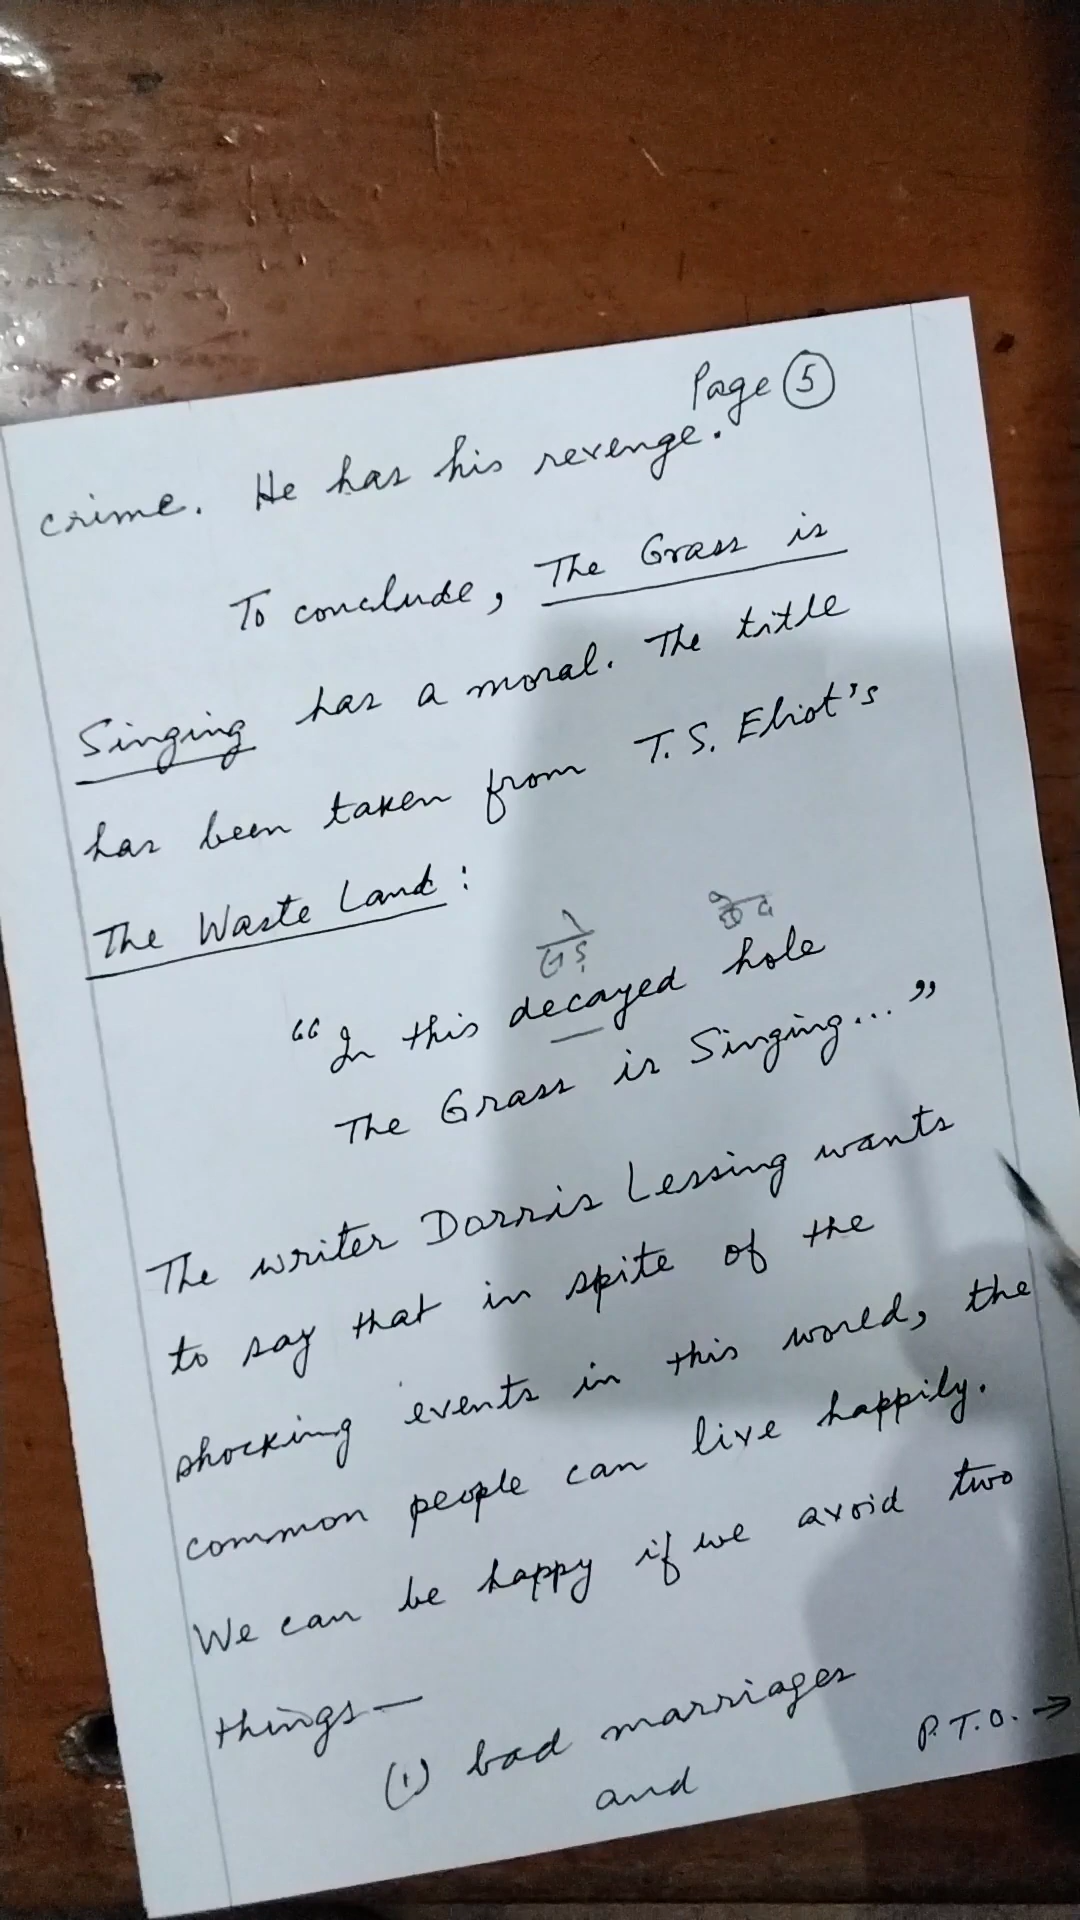 Page 5
crime. He has his revenge.
To conclude, The Grass is
Singing has a moral. The title
has been taken from T.S. Eliot's
The Waste Land:
छेद
"In this decayed hole
The Grass is Singing..."
The writer Dorris Lessing wants
to say that in spite of the
shocking events in this world, the
common people can live happily.
We can be happy if we avoid two
things—
(1) bad marriages
and
P.T.O. →